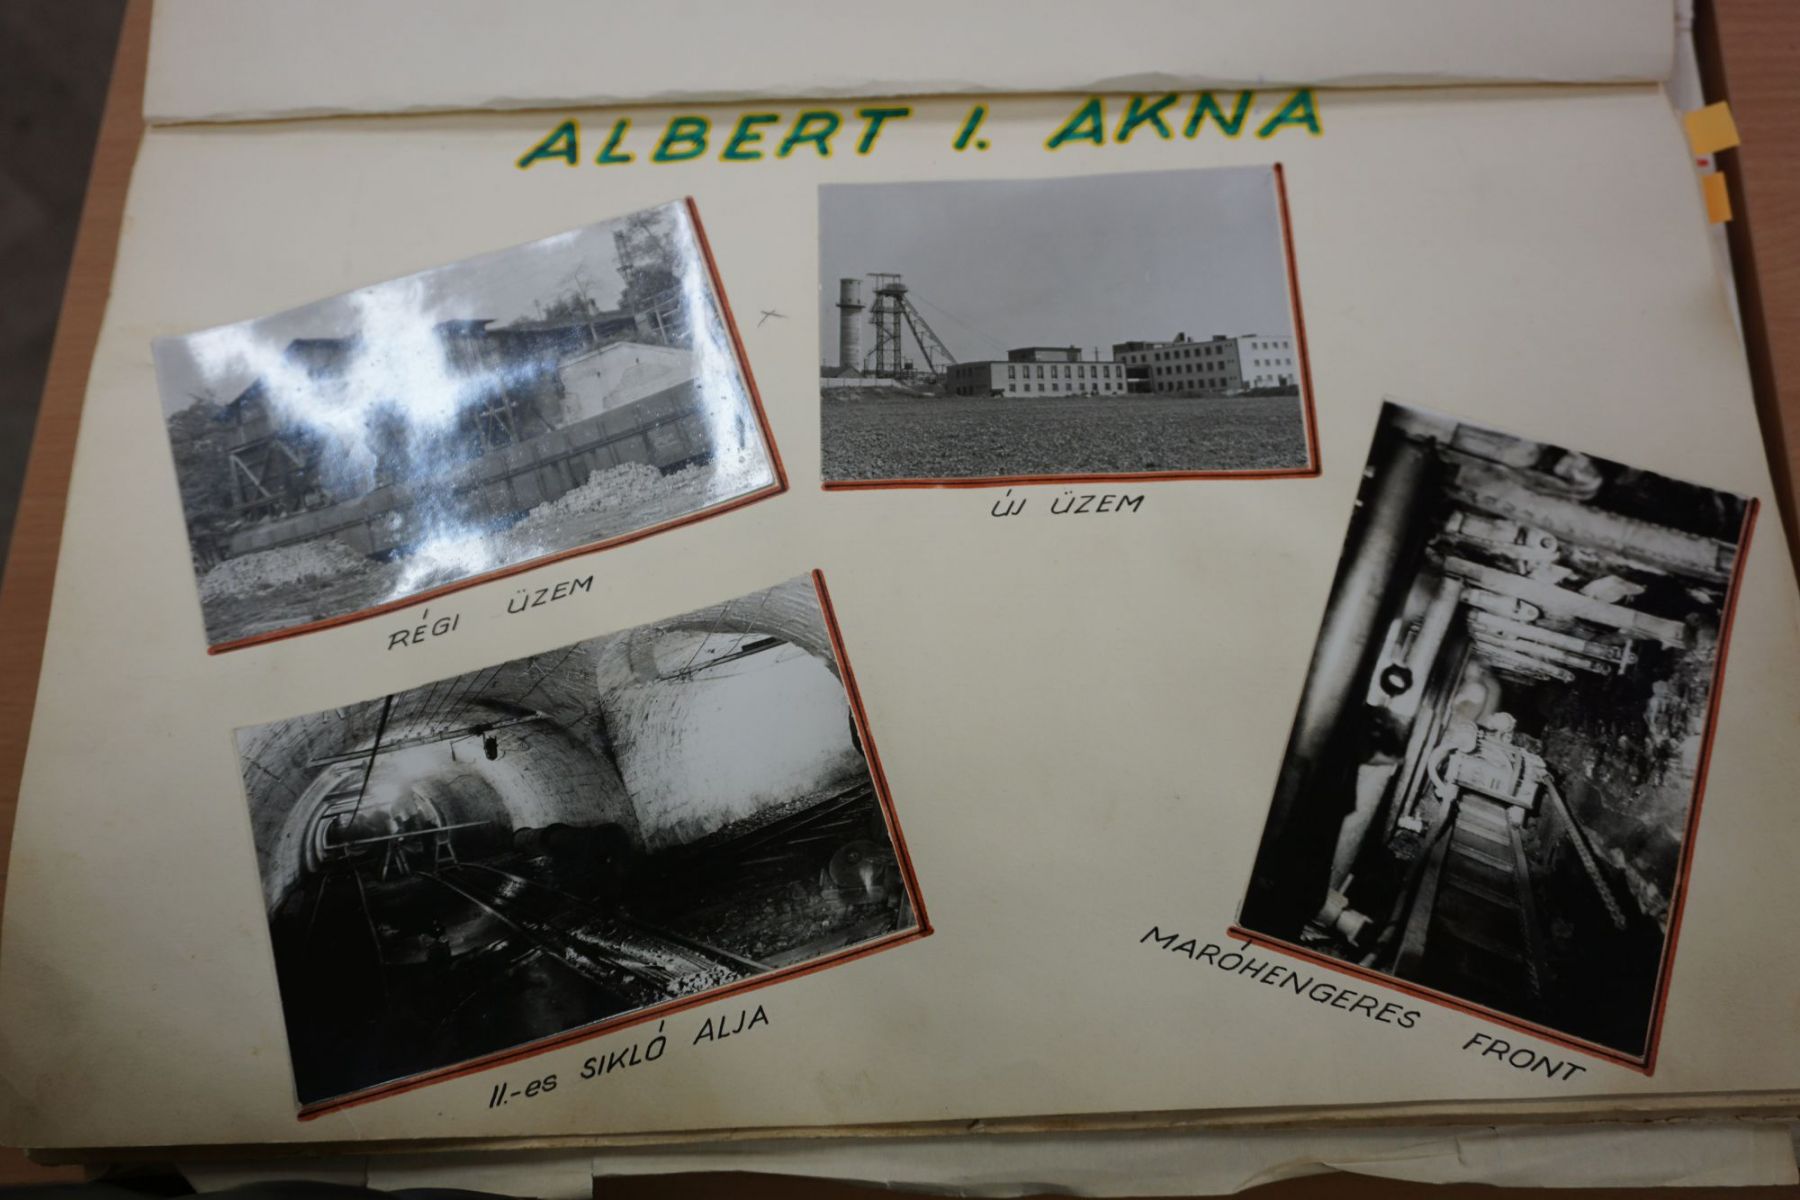 ALBERT I. AKNA
RÉGI ÜZEM
ÚJ ÜZEM
II.-es SIKLÓ ALJA
MARÓHENGERES FRONT